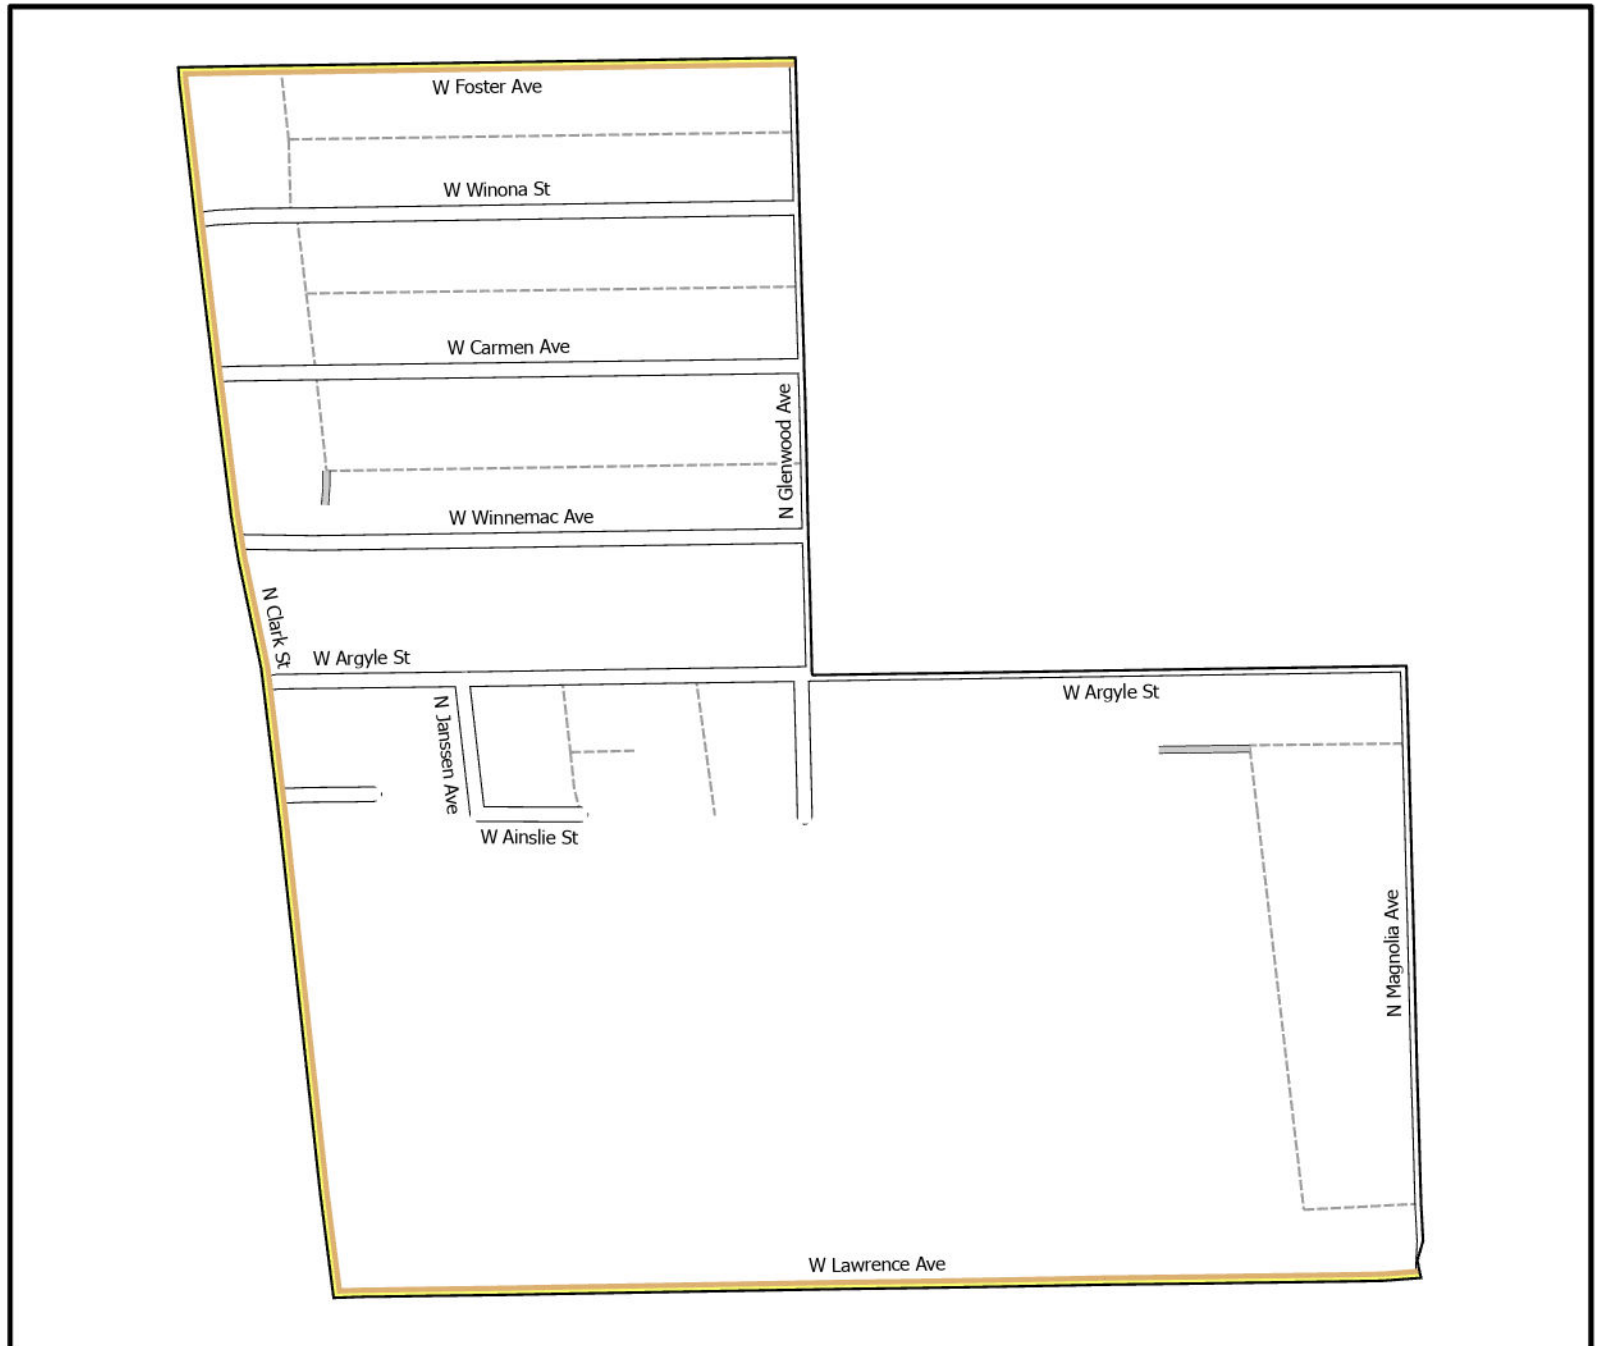 W Foster Ave
W Winona St
W Carmen Ave
N Glenwood Ave
W Winnemac Ave
N Clark St
W Argyle St
W Argyle St
N Janssen Ave
W Ainslie St
N Magnolia Ave
W Lawrence Ave